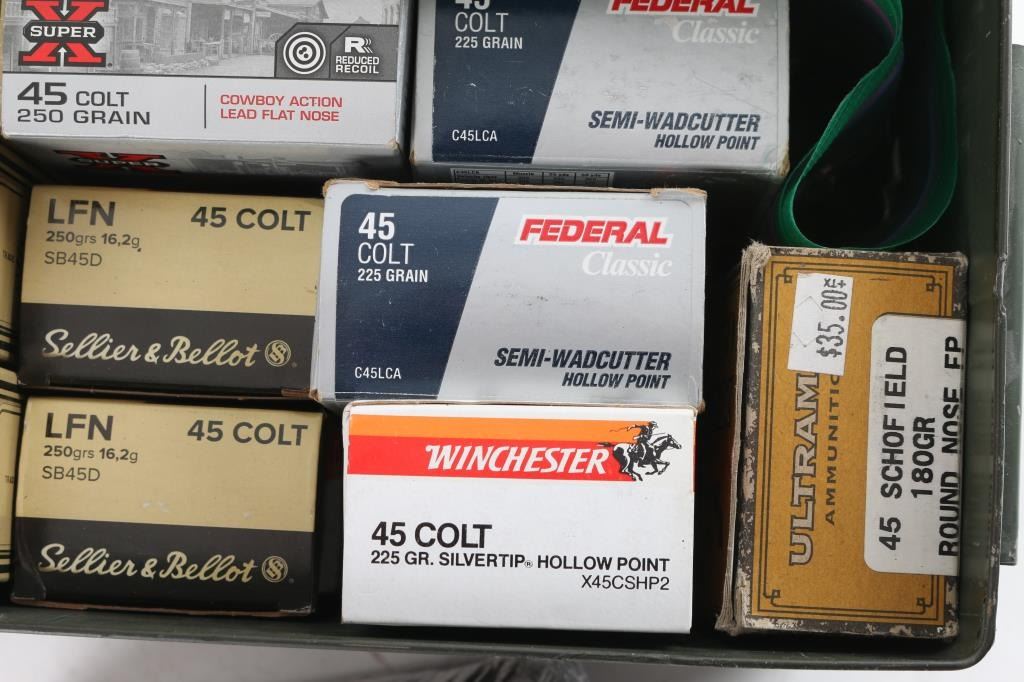 SUPER
X
R
REDUCED
RECOIL
45 COLT
250 GRAIN
COWBOY ACTION
LEAD FLAT NOSE
45
COLT
225 GRAIN
FEDERAL
Classic
C45LCA
SEMI-WADCUTTER
HOLLOW POINT
LFN
45 COLT
250grs 16,2g
SB45D
Sellier & Bellot
45
COLT
225 GRAIN
FEDERAL
Classic
C45LCA
SEMI-WADCUTTER
HOLLOW POINT
LFN
45 COLT
250grs 16,2g
SB45D
Sellier & Bellot
WINCHESTER
45 COLT
225 GR. SILVERTIP® HOLLOW POINT
X45CSHP2
$35.00
AMMUNITIO
45 SCHOFIELD
180GR
ROUND NOSE FP